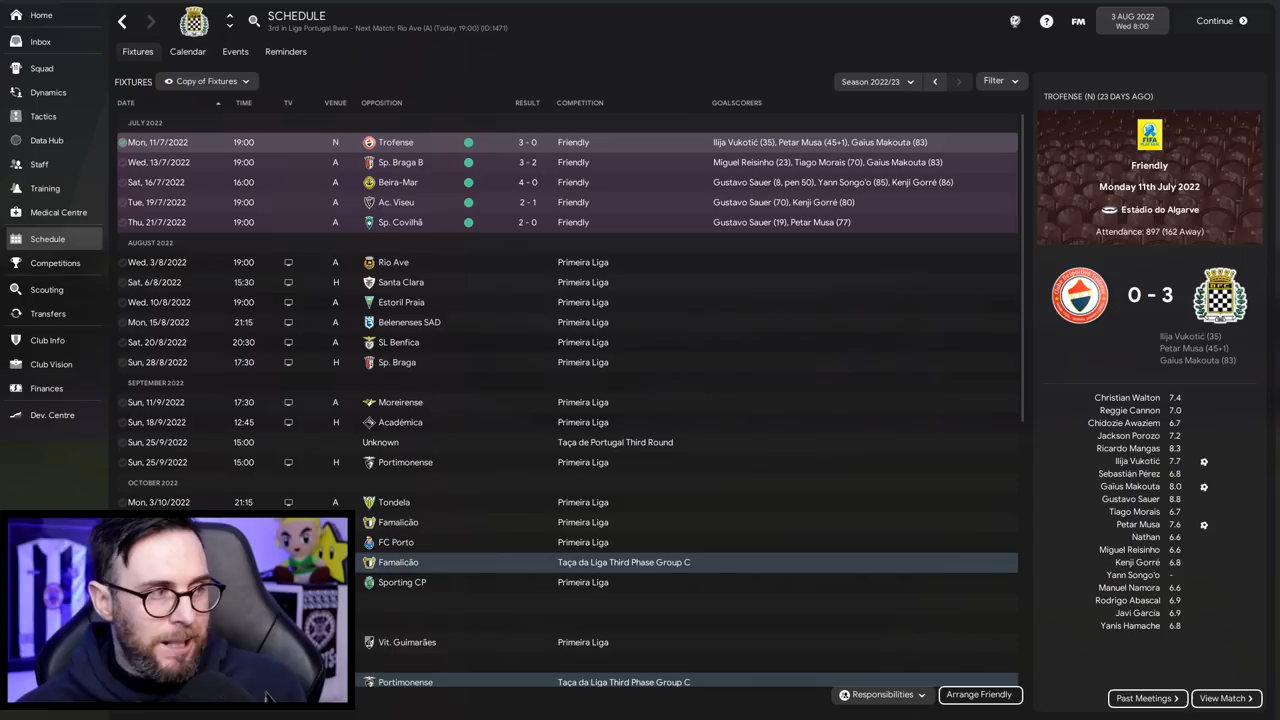 Home
Inbox
Squad
Dynamics
Tactics
Data Hub
Staff
Training
Medical Centre
Schedule
Competitions
Scouting
Transfers
Club Info
Club Vision
Finances
Dev. Centre
SCHEDULE
3rd in Liga Portugal Bwin - Next Match: Rio Ave (A) (Today 19:00) (ID:1471)
? FM 3 AUG 2022 Wed 8:00 Continue
Fixtures Calendar Events Reminders
FIXTURES Copy of Fixtures Season 2022/23 Filter
DATE TIME TV VENUE OPPOSITION RESULT COMPETITION GOALSCORERS
JULY 2022
Mon, 11/7/2022 19:00 N Trofense 3 - 0 Friendly Ilija Vukotić (35), Petar Musa (45+1), Gaïus Makouta (83)
Wed, 13/7/2022 19:00 A Sp. Braga B 3 - 2 Friendly Miguel Reisinho (23), Tiago Morais (70), Gaïus Makouta (83)
Sat, 16/7/2022 16:00 A Beira-Mar 4 - 0 Friendly Gustavo Sauer (8, pen 50), Yann Songo'o (85), Kenji Gorré (86)
Tue, 19/7/2022 19:00 A Ac. Viseu 2 - 1 Friendly Gustavo Sauer (70), Kenji Gorré (80)
Thu, 21/7/2022 19:00 A Sp. Covilhã 2 - 0 Friendly Gustavo Sauer (19), Petar Musa (77)
AUGUST 2022
Wed, 3/8/2022 19:00 A Rio Ave Primeira Liga
Sat, 6/8/2022 15:30 H Santa Clara Primeira Liga
Wed, 10/8/2022 19:00 A Estoril Praia Primeira Liga
Mon, 15/8/2022 21:15 A Belenenses SAD Primeira Liga
Sat, 20/8/2022 20:30 A SL Benfica Primeira Liga
Sun, 28/8/2022 17:30 H Sp. Braga Primeira Liga
SEPTEMBER 2022
Sun, 11/9/2022 17:30 A Moreirense Primeira Liga
Sun, 18/9/2022 12:45 H Académica Primeira Liga
Sun, 25/9/2022 15:00 Unknown Taça de Portugal Third Round
Sun, 25/9/2022 15:00 H Portimonense Primeira Liga
OCTOBER 2022
Mon, 3/10/2022 21:15 A Tondela Primeira Liga
Famalicão Primeira Liga
FC Porto Primeira Liga
Famalicão Taça da Liga Third Phase Group C
Sporting CP Primeira Liga
Vit. Guimarães Primeira Liga
Portimonense Taça da Liga Third Phase Group C
Responsibilities Arrange Friendly
TROFENSE (N) (23 DAYS AGO)
Friendly
Monday 11th July 2022
Estádio do Algarve
Attendance: 897 (162 Away)
0 - 3
Ilija Vukotić (35)
Petar Musa (45+1)
Gaïus Makouta (83)
Christian Walton 7.4
Reggie Cannon 7.0
Chidozie Awaziem 6.7
Jackson Porozo 7.2
Ricardo Mangas 8.3
Ilija Vukotić 7.7
Sebastián Pérez 6.8
Gaïus Makouta 8.0
Gustavo Sauer 8.8
Tiago Morais 6.7
Petar Musa 7.6
Nathan 6.6
Miguel Reisinho 6.6
Kenji Gorré 6.8
Yann Songo'o -
Manuel Namora 6.6
Rodrigo Abascal 6.9
Javi García 6.9
Yanis Hamache 6.8
Past Meetings View Match